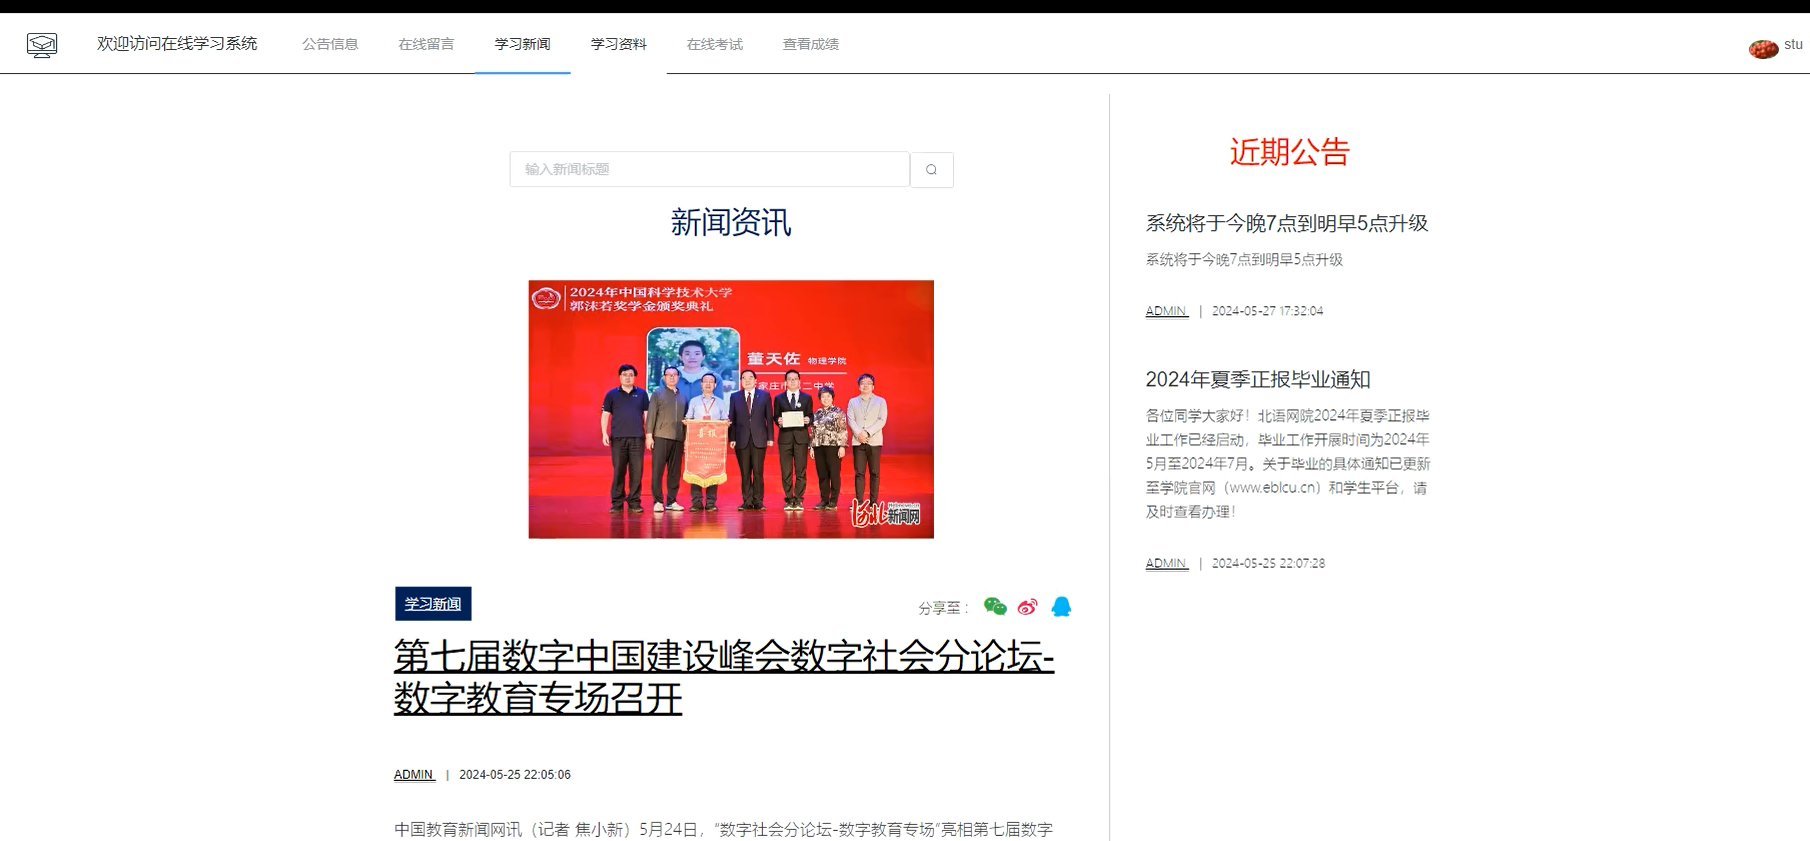 欢迎访问在线学习系统
公告信息
在线留言
学习新闻
学习资料
在线考试
查看成绩
stu
输入新闻标题
新闻资讯
2024年中国科学技术大学
郭沫若奖学金颁奖典礼
董天佐 物理学院
新闻网
学习新闻
分享至：
第七届数字中国建设峰会数字社会分论坛-
数字教育专场召开
ADMIN | 2024-05-25 22:05:06
中国教育新闻网讯（记者 焦小新）5月24日，“数字社会分论坛-数字教育专场”亮相第七届数字
近期公告
系统将于今晚7点到明早5点升级
系统将于今晚7点到明早5点升级
ADMIN | 2024-05-27 17:32:04
2024年夏季正报毕业通知
各位同学大家好！北语网院2024年夏季正报毕
业工作已经启动，毕业工作开展时间为2024年
5月至2024年7月。关于毕业的具体通知已更新
至学院官网（www.eblcu.cn）和学生平台，请
及时查看办理！
ADMIN | 2024-05-25 22:07:28